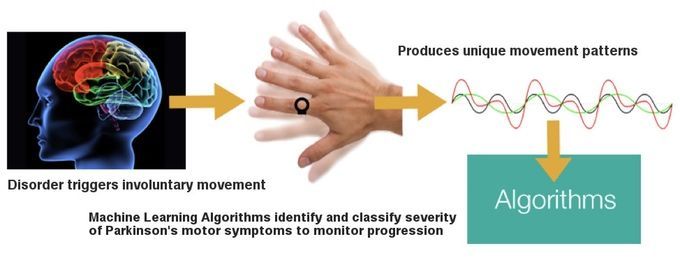 Produces unique movement patterns
Disorder triggers involuntary movement
Algorithms
Machine Learning Algorithms identify and classify severity
of Parkinson's motor symptoms to monitor progression